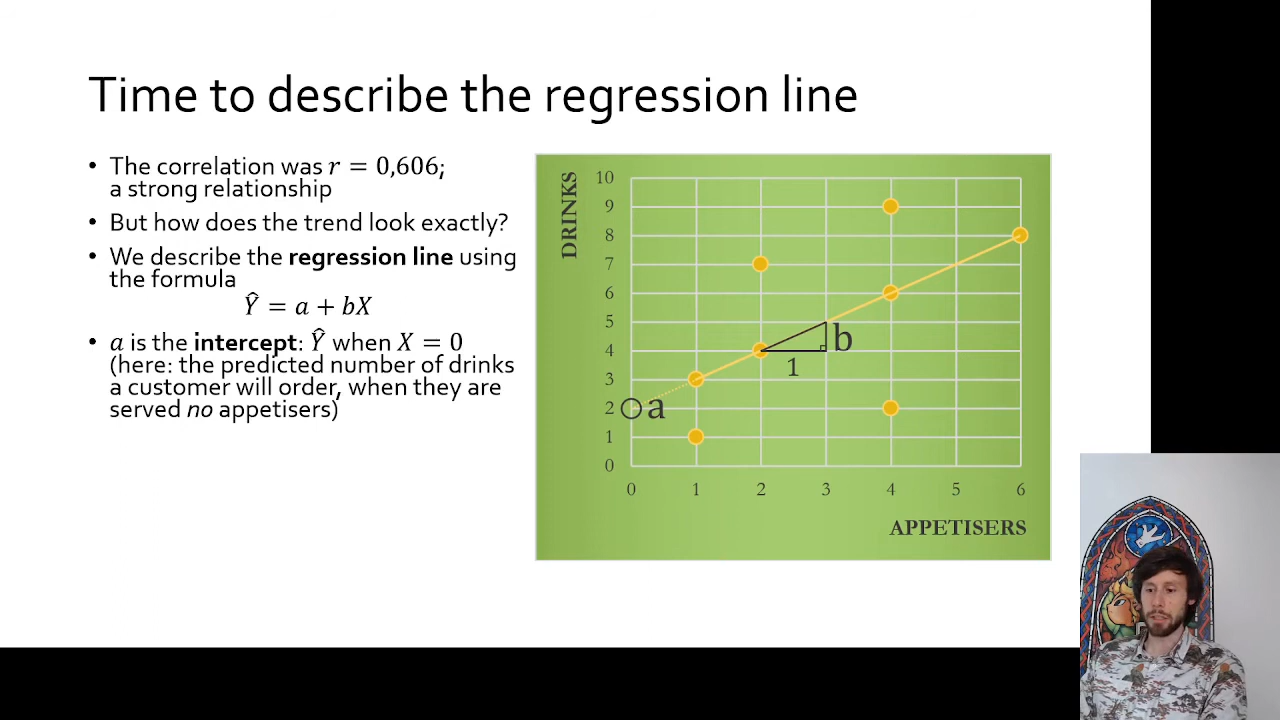 Time to describe the regression line
• The correlation was r = 0,606;
a strong relationship
• But how does the trend look exactly?
• We describe the regression line using
the formula
Ŷ = a + bX
• a is the intercept: Ŷ when X = 0
(here: the predicted number of drinks
a customer will order, when they are
served no appetisers)
DRINKS
10
9
8
7
6
5
4
3
2
1
0
a
b
1
0 1 2 3 4 5 6
APPETISERS